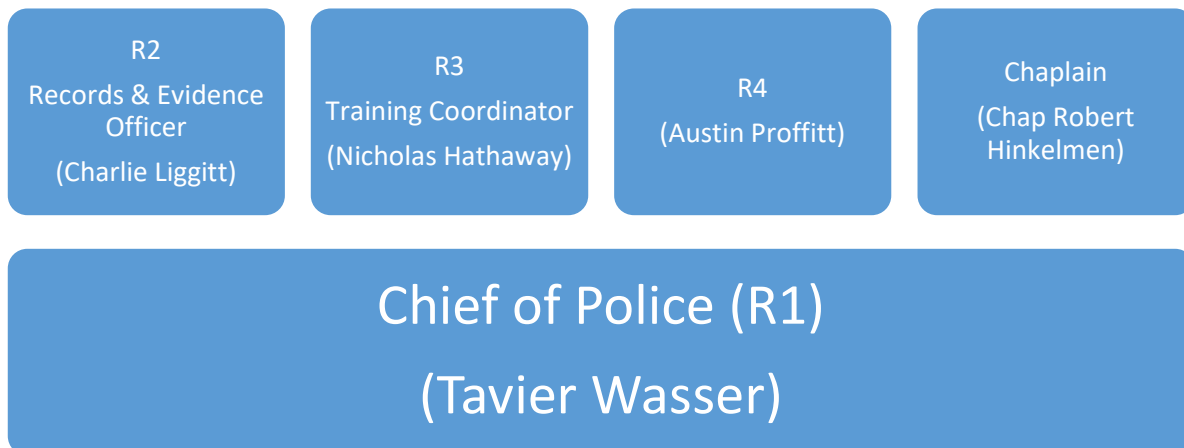 R2
Records & Evidence
Officer
(Charlie Liggitt)
R3
Training Coordinator
(Nicholas Hathaway)
R4
(Austin Proffitt)
Chaplain
(Chap Robert
Hinkelmen)
Chief of Police (R1)
(Tavier Wasser)